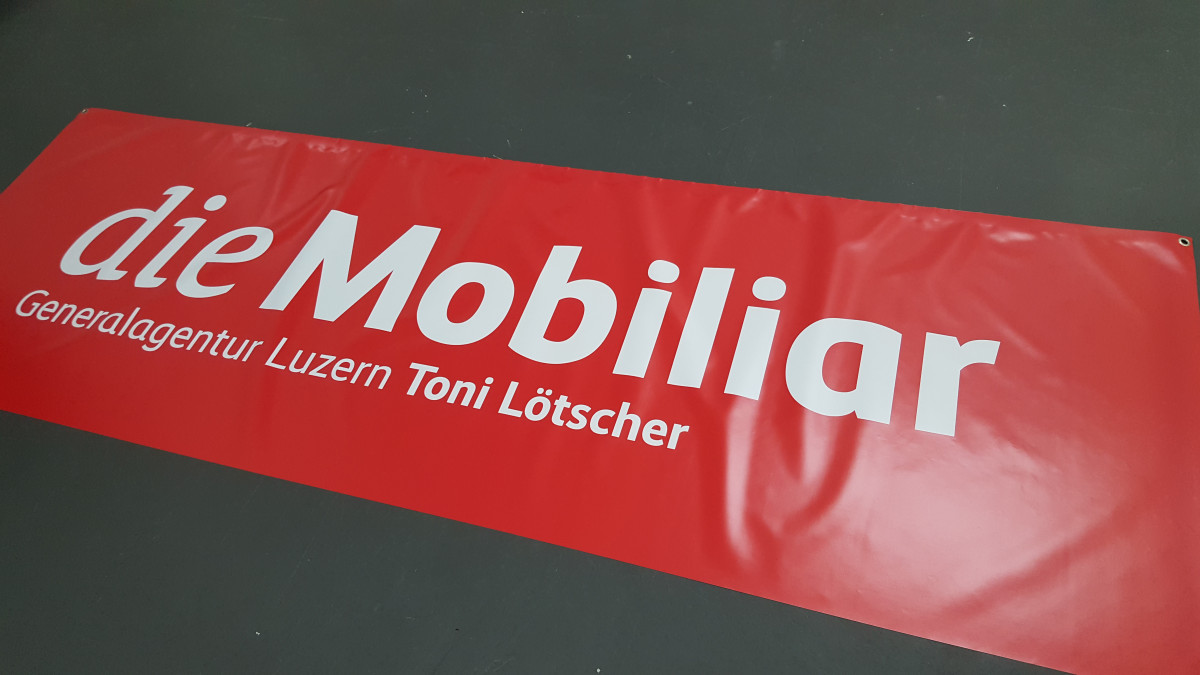 die Mobiliar
Generalagentur Luzern Toni Lötscher